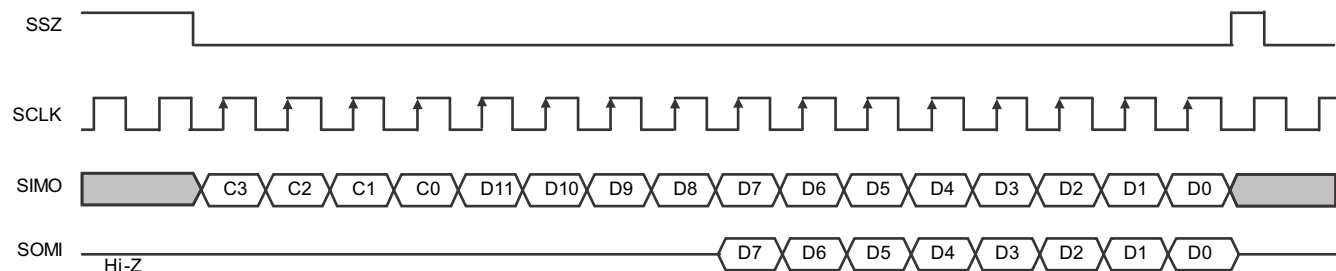 SSZ
SCLK
SIMO C3 C2 C1 C0 D11 D10 D9 D8 D7 D6 D5 D4 D3 D2 D1 D0
SOMI D7 D6 D5 D4 D3 D2 D1 D0
Hi-Z